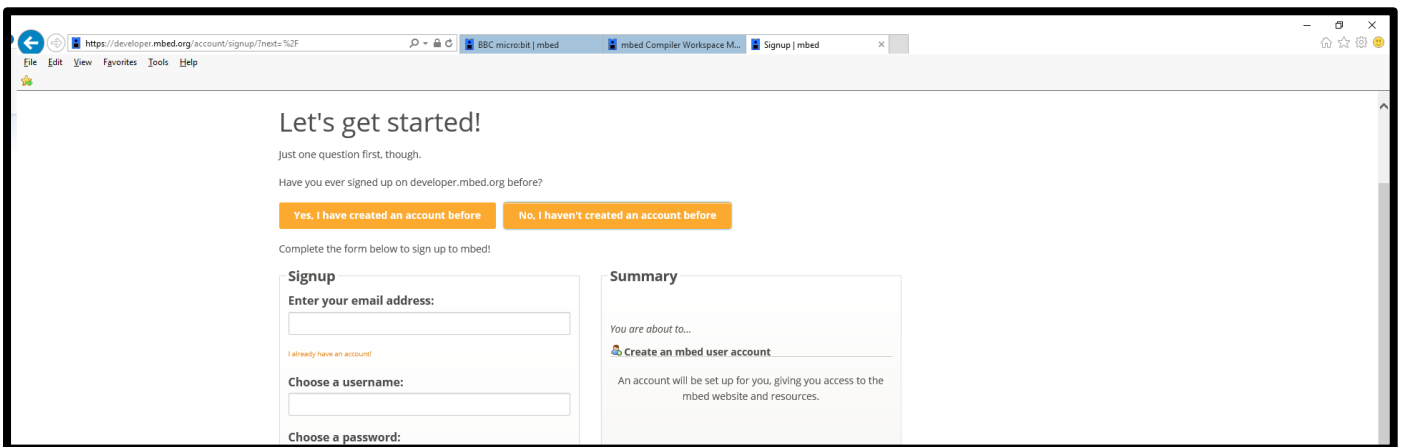 https://developer.mbed.org/account/signup/?next=%2F
BBC micro:bit | mbed
mbed Compiler Workspace M...
Signup | mbed
File Edit View Favorites Tools Help
Let's get started!
Just one question first, though.
Have you ever signed up on developer.mbed.org before?
Yes, I have created an account before
No, I haven't created an account before
Complete the form below to sign up to mbed!
Signup
Enter your email address:
I already have an account!
Choose a username:
Choose a password:
Summary
You are about to...
Create an mbed user account
An account will be set up for you, giving you access to the
mbed website and resources.